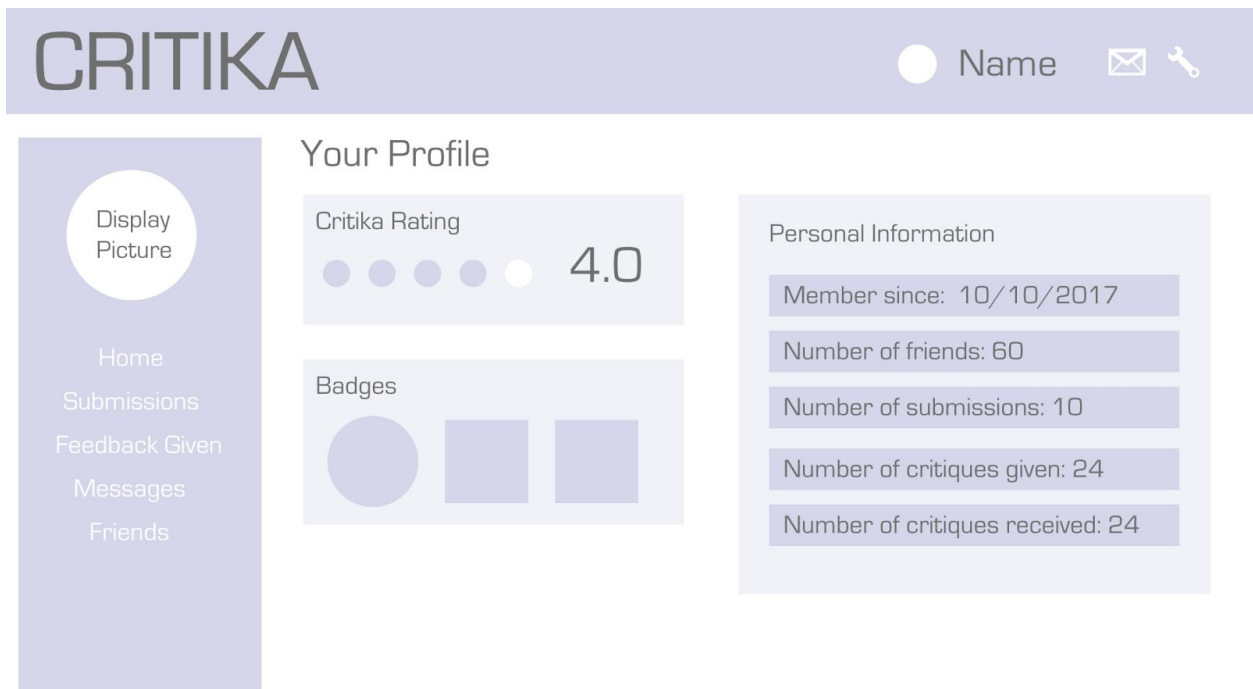 CRITIKA
Name
Display
Picture
Home
Submissions
Feedback Given
Messages
Friends
Your Profile
Critika Rating
4.0
Badges
Personal Information
Member since: 10/10/2017
Number of friends: 60
Number of submissions: 10
Number of critiques given: 24
Number of critiques received: 24